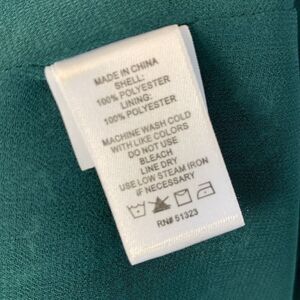 MADE IN CHINA
SHELL:
100% POLYESTER
LINING:
100% POLYESTER
MACHINE WASH COLD
WITH LIKE COLORS
DO NOT USE
BLEACH
LINE DRY
USE LOW STEAM IRON
IF NECESSARY
RN# 51323